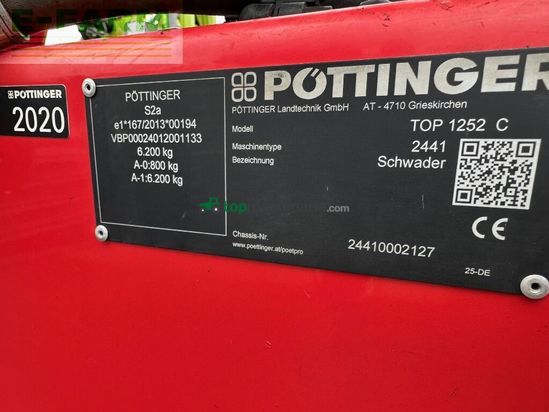 E-FARM
PÖTTINGER
2020
PÖTTINGER
S2a
e1*167/2013*00194
VBP00024012001133
6.200 kg
A-0:800 kg
A-1:6.200 kg
PÖTTINGER
PÖTTINGER Landtechnik GmbH AT - 4710 Grieskirchen
Modell TOP 1252 C
Maschinentype 2441
Bezeichnung Schwader
CE
Chassis-Nr. 24410002127
www.poettinger.at/poetpro
25-DE